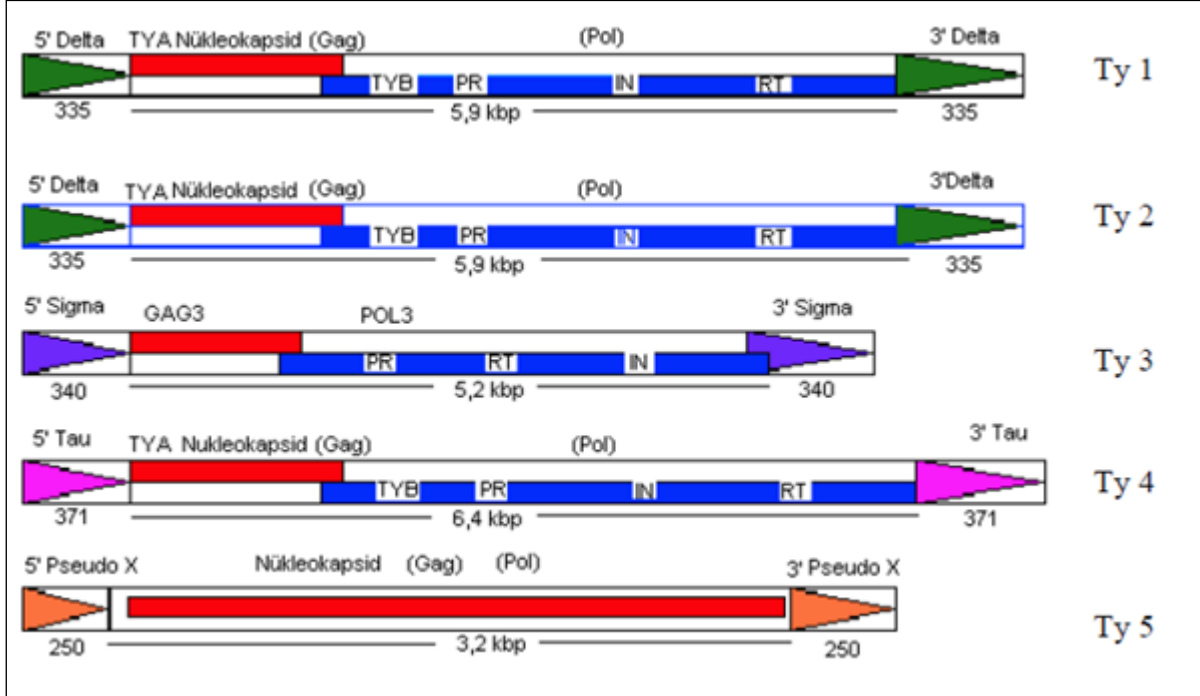 5' Delta TYA Nükleokapsid (Gag) (Pol) 3' Delta
Ty 1
TYB PR IN RT
335 5,9 kbp 335
5' Delta TYA Nükleokapsid (Gag) (Pol) 3'Delta
Ty 2
TYB PR IN RT
335 5,9 kbp 335
5' Sigma GAG3 POL3 3' Sigma
PR RT IN Ty 3
340 5,2 kbp 340
5' Tau TYA Nukleokapsid (Gag) (Pol) 3' Tau
TYB PR IN RT Ty 4
371 6,4 kbp 371
5' Pseudo X Nükleokapsid (Gag) (Pol) 3' Pseudo X
Ty 5
250 3,2 kbp 250